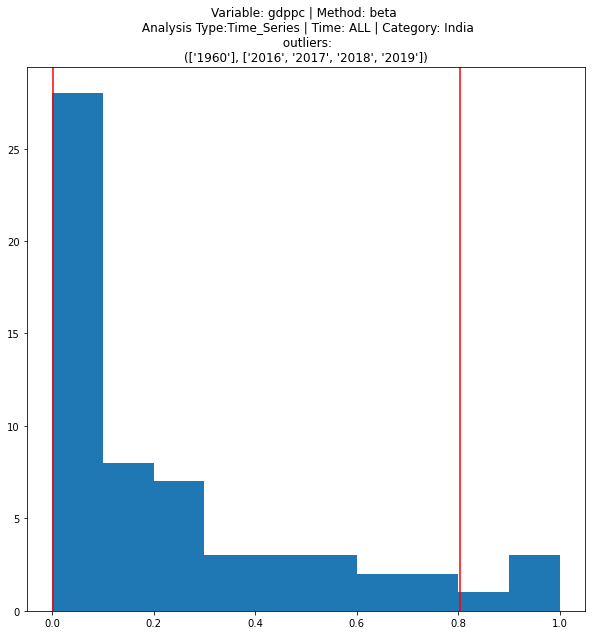 Variable: gdppc | Method: beta
Analysis Type:Time_Series | Time: ALL | Category: India
outliers:
(['1960'], ['2016', '2017', '2018', '2019'])
25
20
15
10
5
0
0.0 0.2 0.4 0.6 0.8 1.0